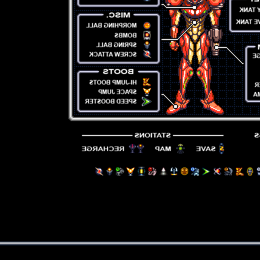 MISC.
MORPHING BALL
BOMBS
SPRING BALL
SCREW ATTACK
BOOTS
HI-JUMP BOOTS
SPACE JUMP
SPEED BOOSTER
STATIONS
SAVE MAP RECHARGE